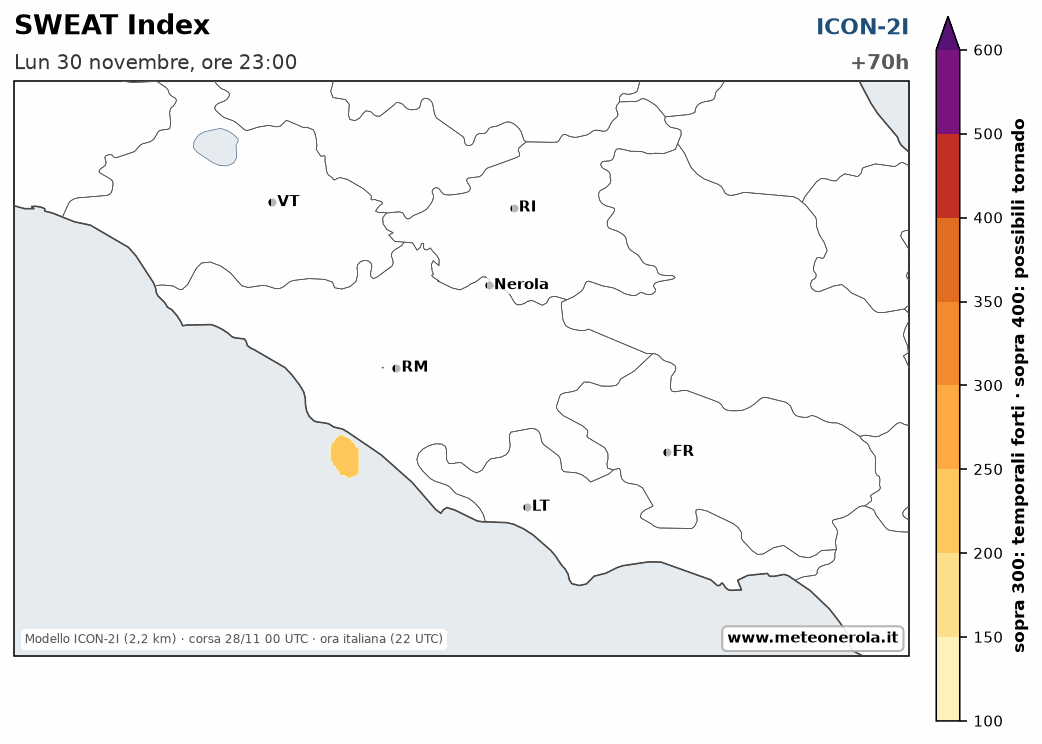 SWEAT Index
ICON-2I
Lun 30 novembre, ore 23:00
+70h
VT
RI
Nerola
RM
FR
LT
Modello ICON-2I (2,2 km) · corsa 28/11 00 UTC · ora italiana (22 UTC)
www.meteonerola.it
600
500
400
350
300
250
200
150
100
sopra 300: temporali forti · sopra 400: possibili tornado